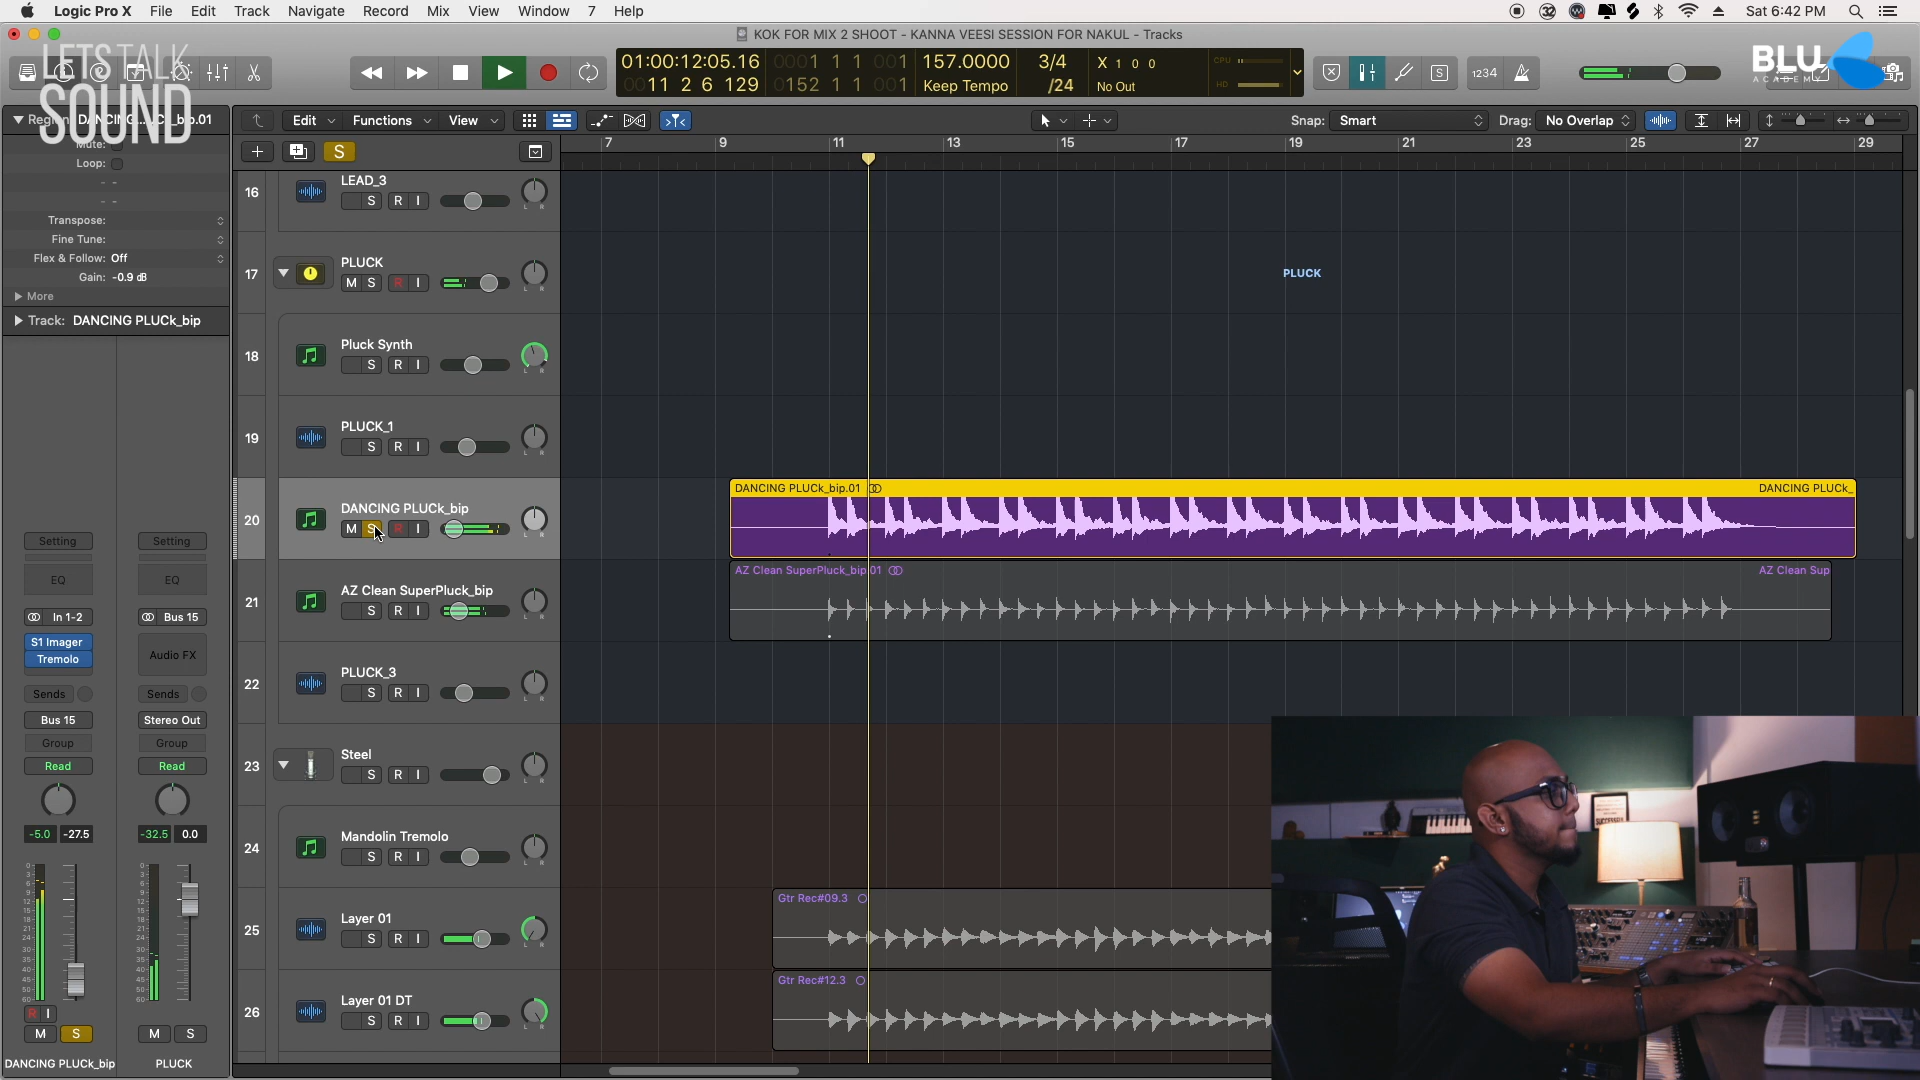 Logic Pro X File Edit Track Navigate Record Mix View Window 7 Help
32
Sat 6:42 PM
KOK FOR MIX 2 SHOOT - KANNA VEESI SESSION FOR NAKUL - Tracks
LETS TALK
SOUND
01:00:12:05.16 0001 1 1 001 157.0000 3/4 X 1 0 0 CPU
0011 2 6 129 0152 1 1 001 Keep Tempo /24 No Out HD
S 1234
BLU
ACADEMY
Edit Functions View Snap: Smart Drag: No Overlap
S
7 9 11 13 15 17 19 21 23 25 27 29
Mute:
Loop:
- -
- -
Transpose:
Fine Tune:
Flex & Follow: Off
Gain: -0.9 dB
More
Track: DANCING PLUCk_bip
Setting Setting
EQ EQ
In 1-2 Bus 15
S1 Imager
Tremolo
Audio FX
Sends Sends
Bus 15 Stereo Out
Group Group
Read Read
-5.0 -27.5 -32.5 0.0
R I
M S M S
DANCING PLUCk_bip PLUCK
16 LEAD_3
S R I L R
17 PLUCK
M S R I L R
PLUCK
18 Pluck Synth
S R I L R
19 PLUCK_1
S R I L R
20 DANCING PLUCk_bip
M S R I L R
DANCING PLUCk_bip.01 DANCING PLUCk_
21 AZ Clean SuperPluck_bip
S R I L R
AZ Clean SuperPluck_bip.01 AZ Clean Sup
22 PLUCK_3
S R I L R
23 Steel
S R I L R
24 Mandolin Tremolo
S R I L R
25 Layer 01
S R I L R
Gtr Rec#09.3
26 Layer 01 DT
S R I L R
Gtr Rec#12.3